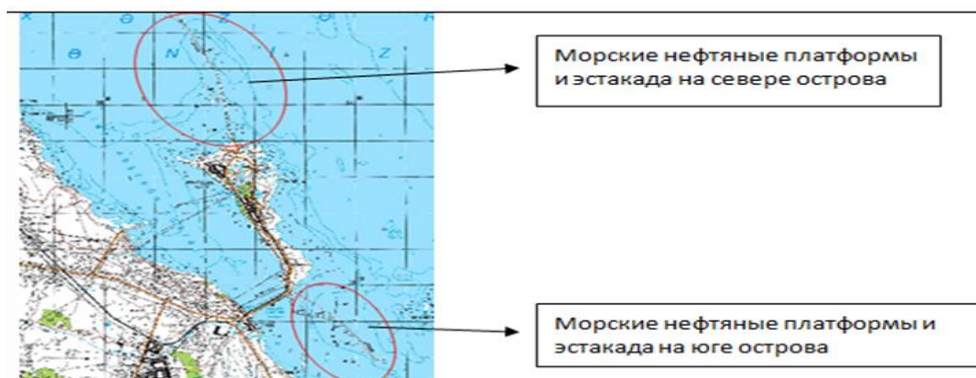 Морские нефтяные платформы
и эстакада на севере острова
Морские нефтяные платформы и
эстакада на юге острова